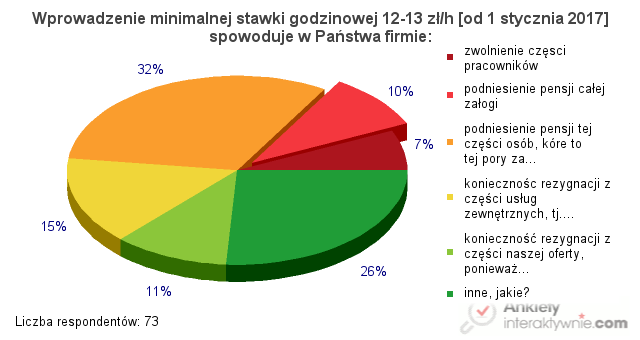 Wprowadzenie minimalnej stawki godzinowej 12-13 zł/h [od 1 stycznia 2017]
spowoduje w Państwa firmie:
zwolnienie częsci
pracowników
podniesienie pensji całej
załogi
podniesienie pensji tej
części osób, kóre to
tej pory za...
koniecznośc rezygnacji z
części usług
zewnętrznych, tj....
konieczność rezygnacji z
części naszej oferty,
ponieważ...
inne, jakie?
32%
10%
7%
15%
11%
26%
Liczba respondentów: 73
Ankiety
interaktywnie.com